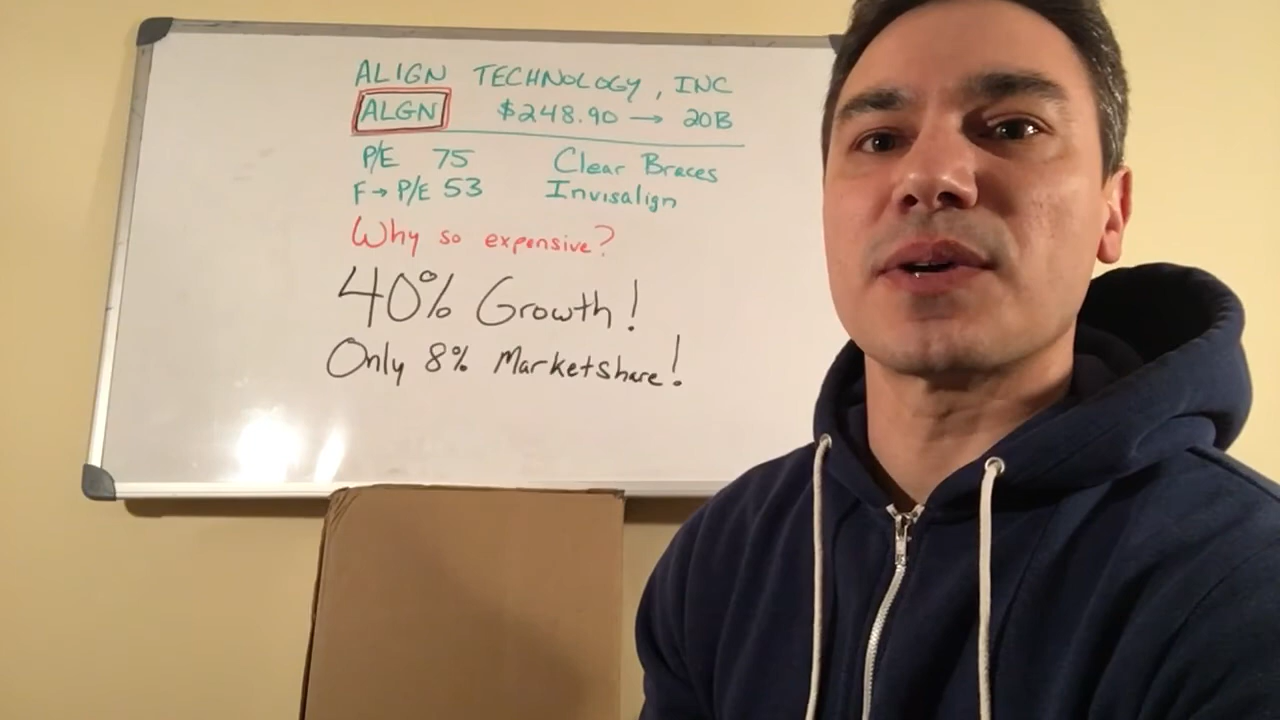 ALIGN TECHNOLOGY, INC
ALGN $248.90 → 20B
P/E 75 Clear Braces
F→P/E 53 Invisalign
Why so expensive?
40% Growth!
Only 8% Marketshare!